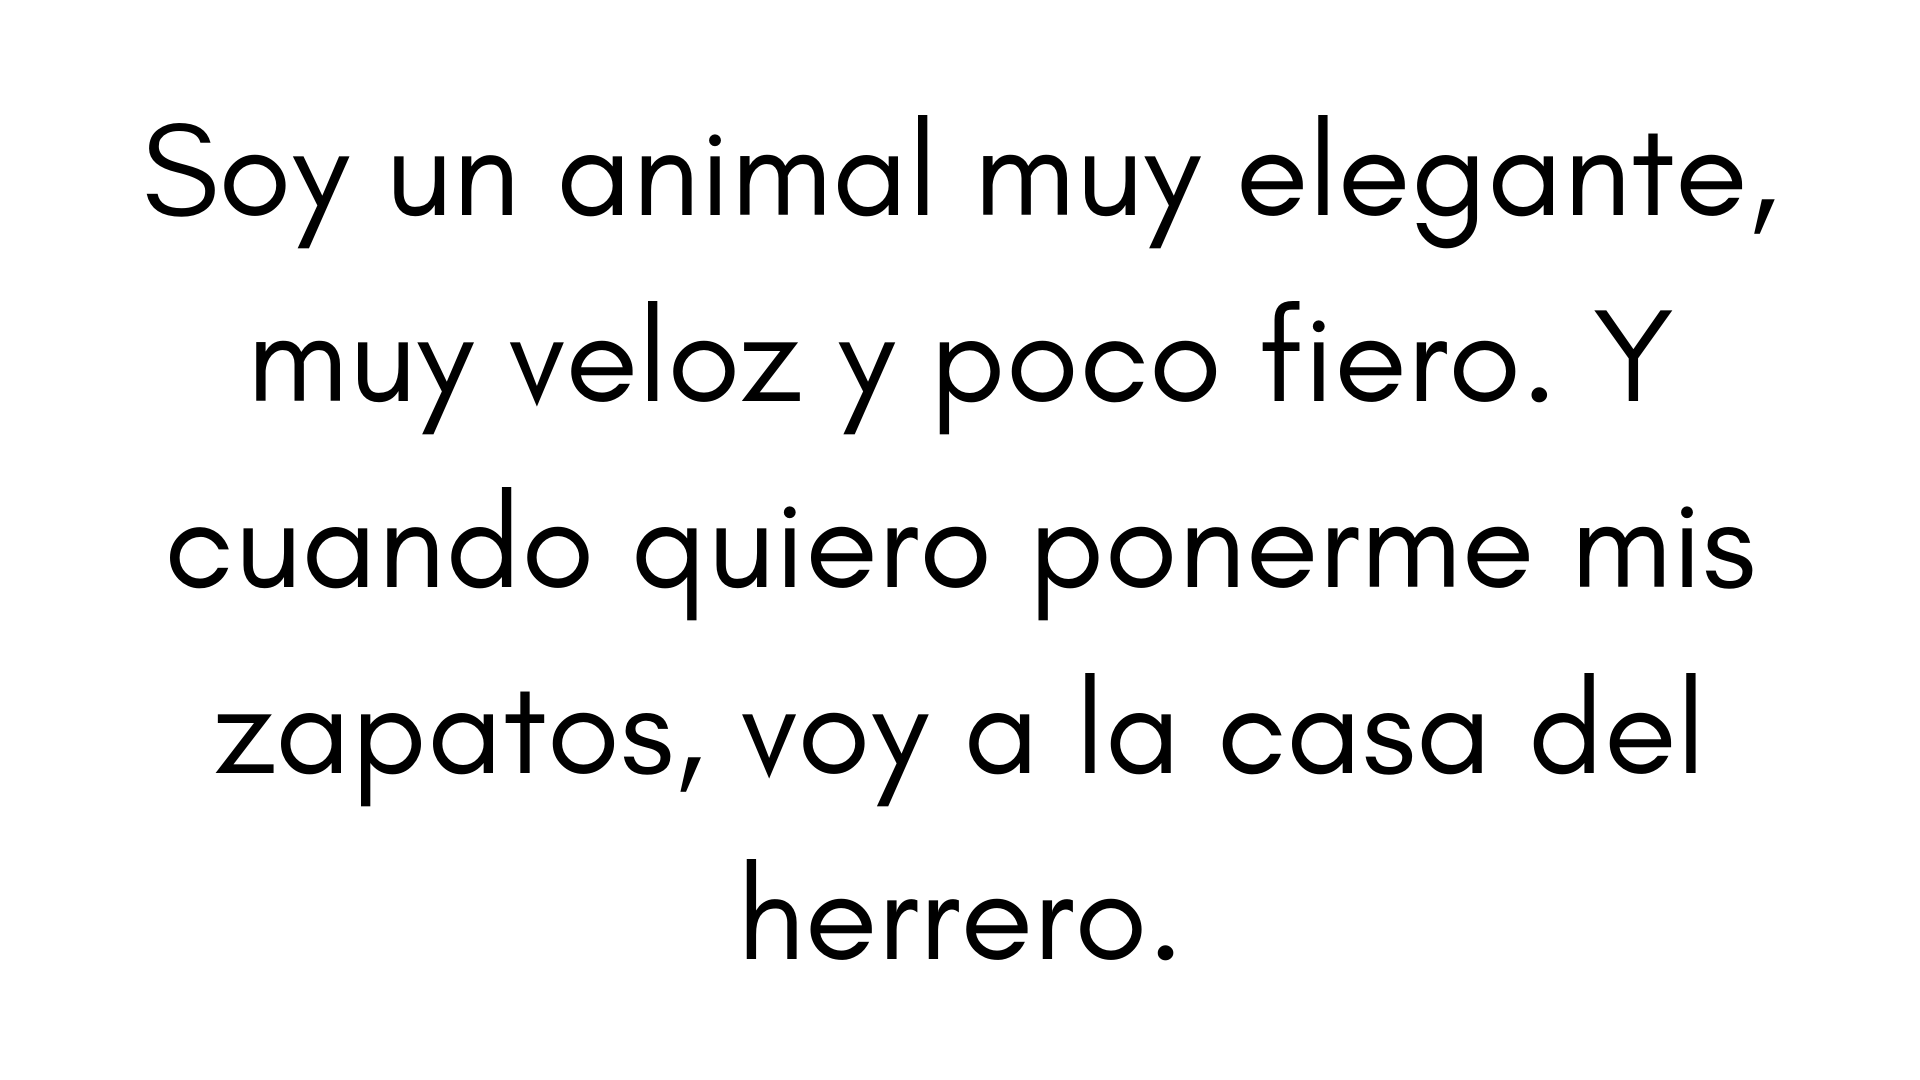 Soy un animal muy elegante,
muy veloz y poco fiero. Y
cuando quiero ponerme mis
zapatos, voy a la casa del
herrero.